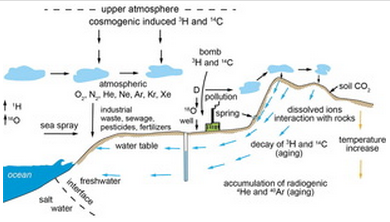 upper atmosphere
cosmogenic induced ³H and ¹⁴C
bomb
³H and ¹⁴C
atmospheric
O₂, N₂, He, Ne, Ar, Kr, Xe
soil CO₂
D
¹⁸O
pollution
¹H
¹⁶O
industrial
waste, sewage,
pesticides, fertilizers
sea spray
well
spring
dissolved ions
interaction with rocks
water table
decay of ³H and ¹⁴C
(aging)
temperature
increase
ocean
freshwater
interface
salt
water
accumulation of radiogenic
⁴He and ⁴⁰Ar (aging)